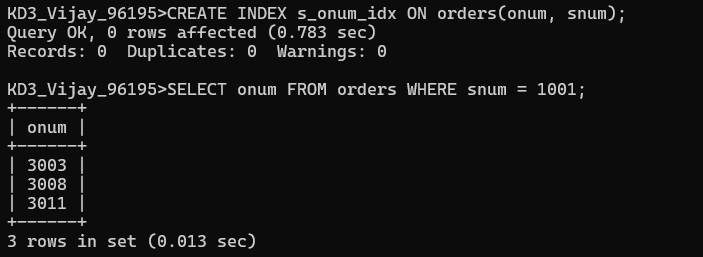 KD3_Vijay_96195>CREATE INDEX s_onum_idx ON orders(onum, snum);
Query OK, 0 rows affected (0.783 sec)
Records: 0  Duplicates: 0  Warnings: 0

KD3_Vijay_96195>SELECT onum FROM orders WHERE snum = 1001;
+------+
| onum |
+------+
| 3003 |
| 3008 |
| 3011 |
+------+
3 rows in set (0.013 sec)